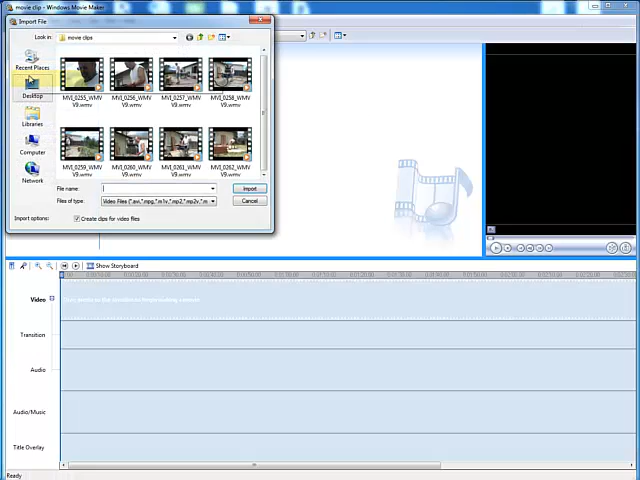 movie clip - Windows Movie Maker
Import File
Look in:
movie clips
Recent Places
Desktop
Libraries
Computer
Network
MVI_0255_WMV
V9.wmv
MVI_0256_WMV
V9.wmv
MVI_0257_WMV
V9.wmv
MVI_0258_WMV
V9.wmv
MVI_0259_WMV
V9.wmv
MVI_0260_WMV
V9.wmv
MVI_0261_WMV
V9.wmv
MVI_0262_WMV
V9.wmv
File name:
Import
Files of type:
Video Files
Cancel
Import options:
Create clips for video files
Show Storyboard
Video
Transition
Audio
Audio/Music
Title Overlay
Ready